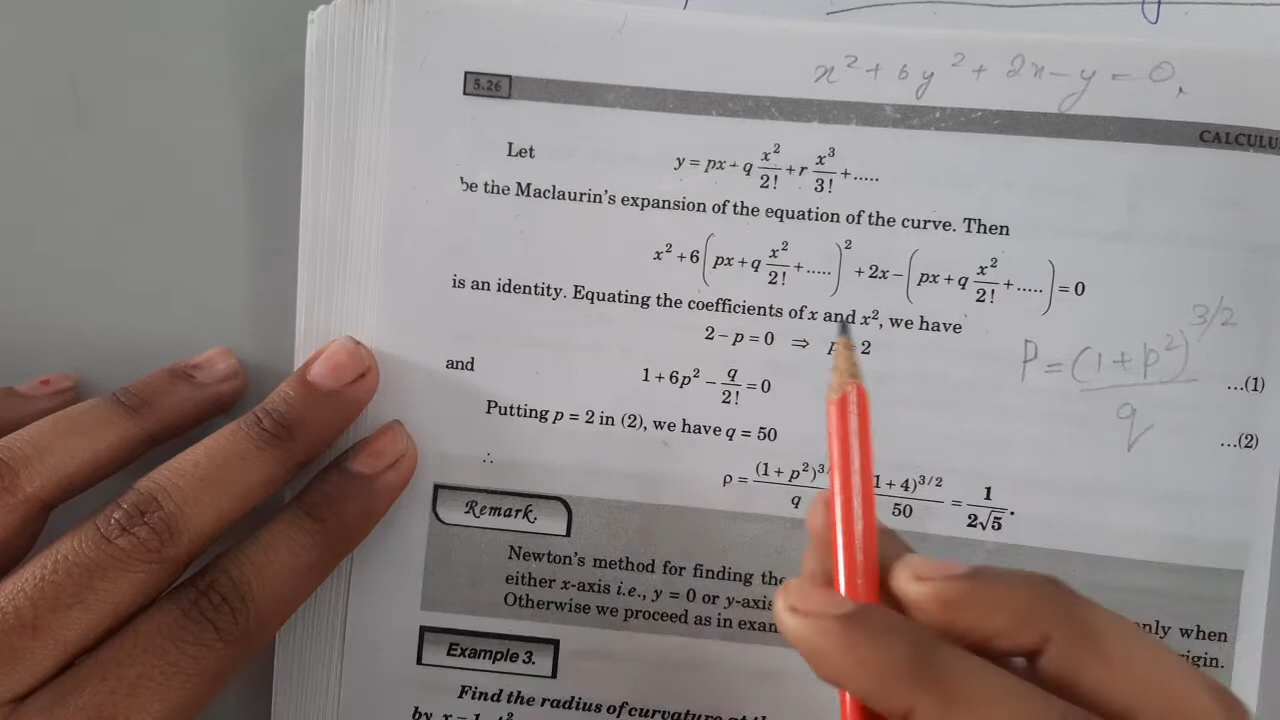 x² + 6y² + 2x - y = 0,
5.26
CALCULU
Let y = px + q x²/2! + r x³/3! + .....
be the Maclaurin's expansion of the equation of the curve. Then
x² + 6(px + q x²/2! + .....)² + 2x - (px + q x²/2! + .....) = 0
is an identity. Equating the coefficients of x and x², we have
2 - p = 0 ⇒ p = 2 ...(1)
P = (1 + p²)^3/2 / q
and 1 + 6p² - q/2! = 0 ...(2)
Putting p = 2 in (2), we have q = 50
∴ ρ = (1 + p²)^3/ / q 1 + 4)^3/2 / 50 = 1/2√5.
Remark.
Newton's method for finding the
either x-axis i.e., y = 0 or y-axis nly when
Otherwise we proceed as in exam igin.
Example 3.
Find the radius of curvature at th
by x = 1